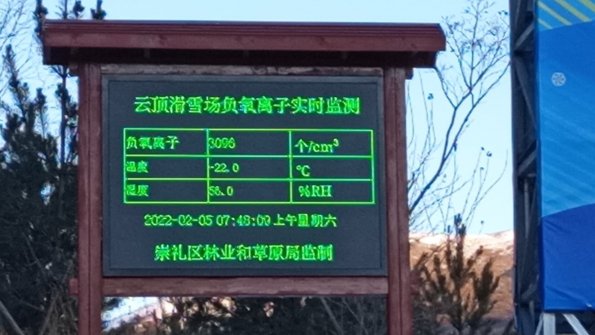 云顶滑雪场负氧离子实时监测
负氧离子 3096 个/cm³
温度 -22.0 ℃
湿度 56.0 %RH
2022-02-05 07:48:09 上午星期六
崇礼区林业和草原局监制